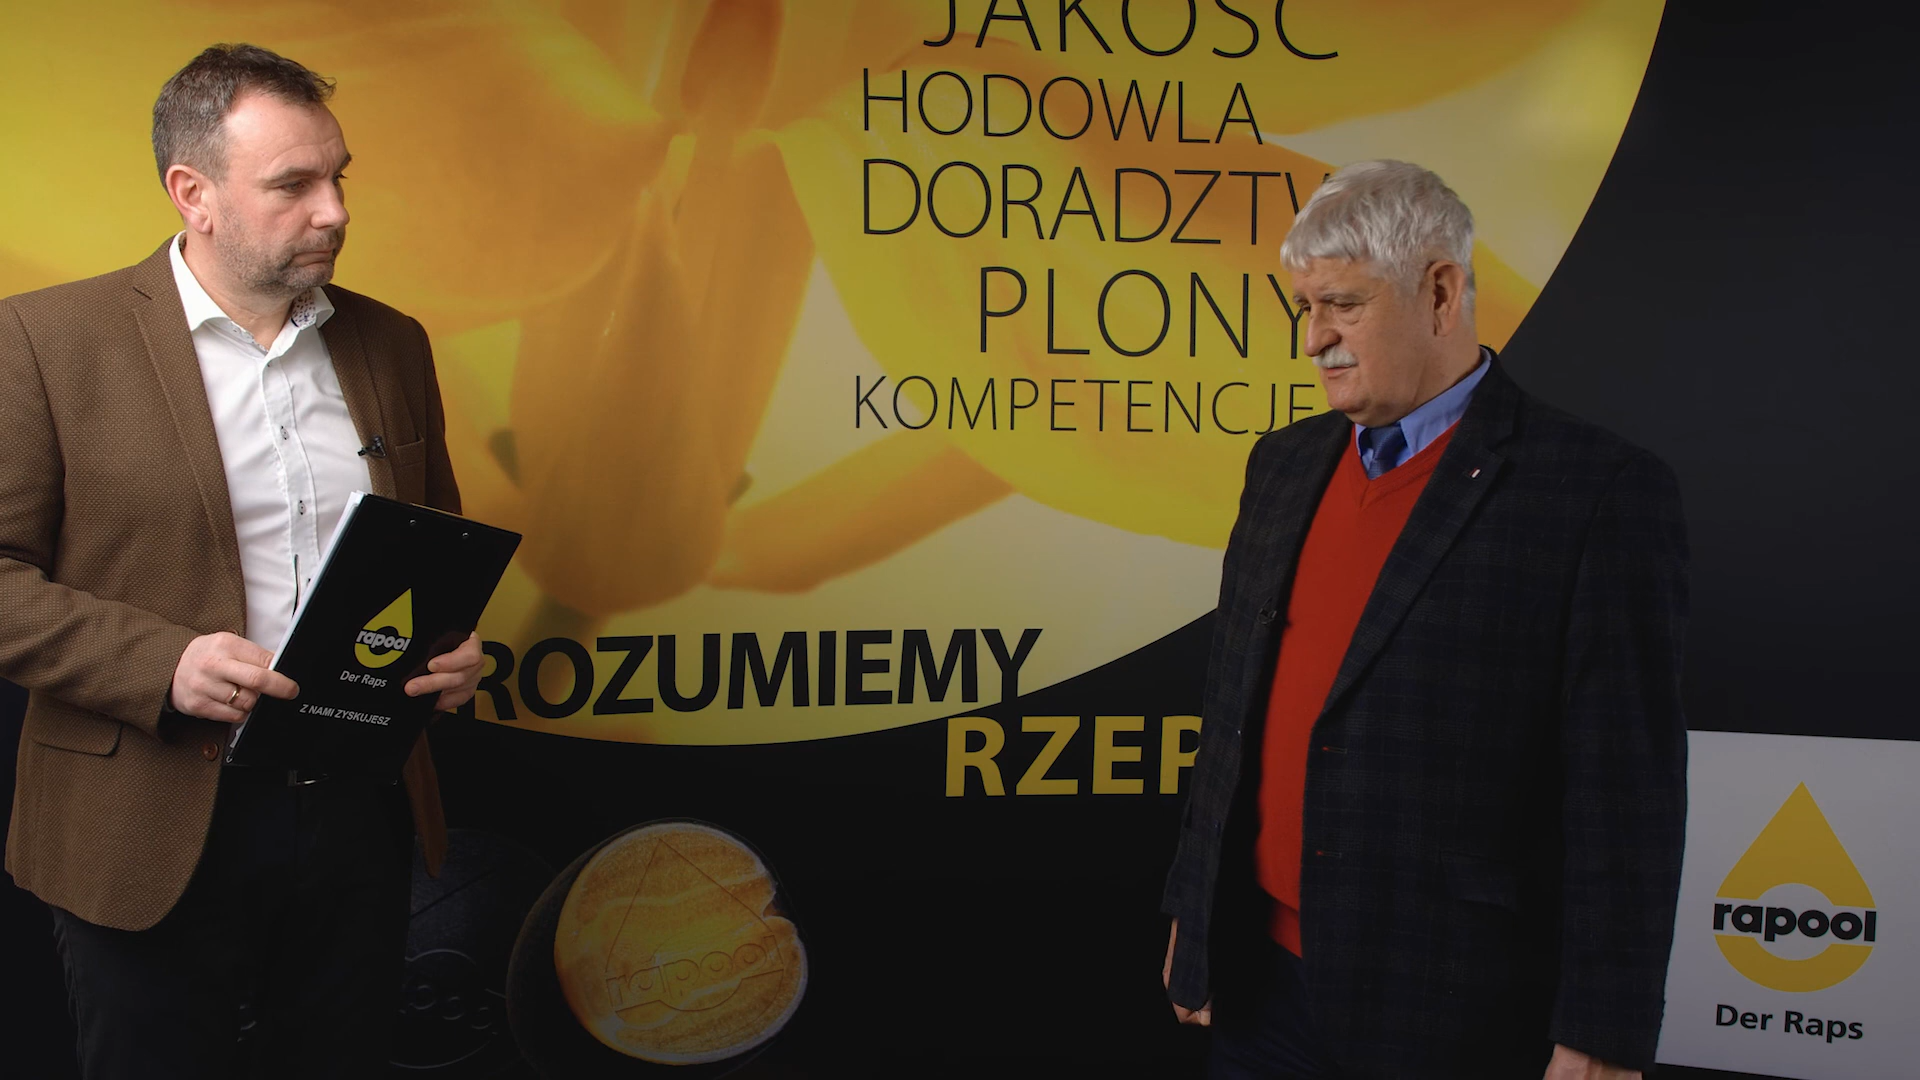 JAKOŚĆ
HODOWLA
DORADZTW
PLONY
KOMPETENCJE
ROZUMIEMY
RZEP
rapool
Der Raps
Z NAMI ZYSKUJESZ
rapool
rapool
Der Raps